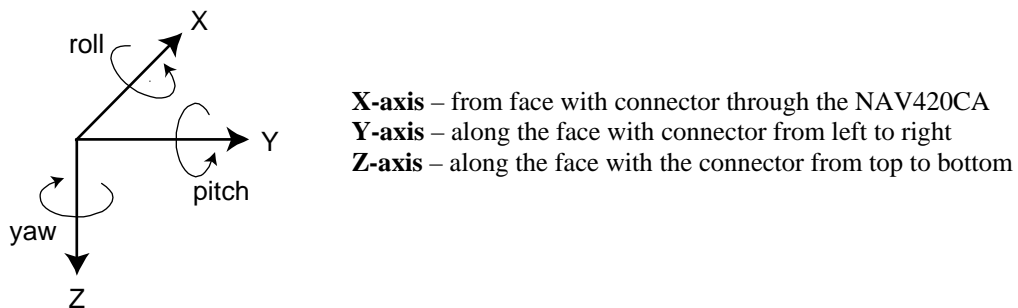 X
roll
X-axis – from face with connector through the NAV420CA
Y-axis – along the face with connector from left to right
Z-axis – along the face with the connector from top to bottom
Y
pitch
yaw
Z